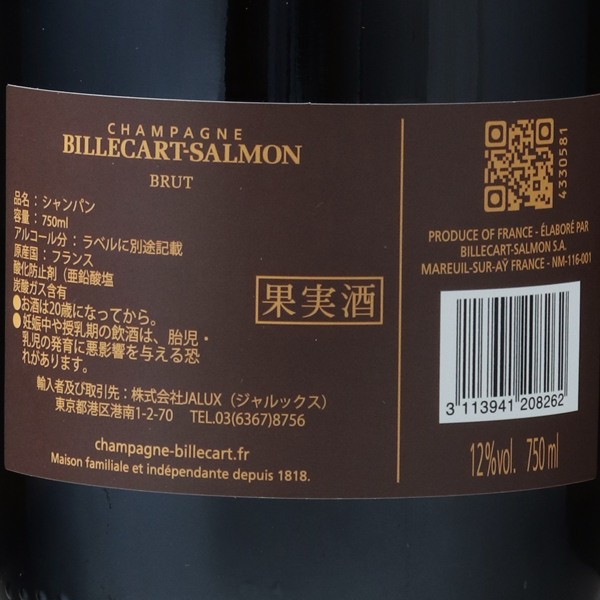 CHAMPAGNE
BILLECART-SALMON
BRUT
品名：シャンパン
容量：750ml
アルコール分：ラベルに別途記載
原産国：フランス
酸化防止剤（亜鉛酸塩
炭酸ガス含有
●お酒は20歳になってから。
●妊娠中や授乳期の飲酒は、胎児・
乳児の発育に悪影響を与える恐
れがあります。
果実酒
輸入者及び取引先：株式会社JALUX（ジャルックス）
東京都港区港南1-2-70 TEL.03(6367)8756
champagne-billecart.fr
Maison familiale et indépendante depuis 1818.
4330581
PRODUCE OF FRANCE - ÉLABORÉ PAR
BILLECART-SALMON S.A.
MAREUIL-SUR-AŸ FRANCE - NM-116-001
3 113941 208262
12%vol. 750 ml